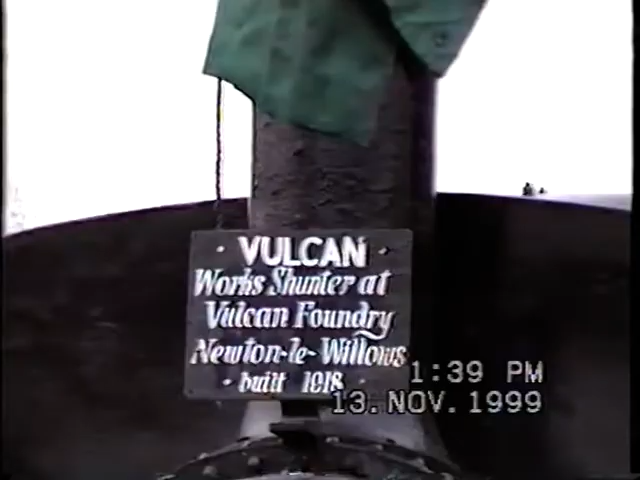 · VULCAN ·
Works Shunter at
Vulcan Foundry
Newton-le-Willows
· built 1918 ·
1:39 PM
13. NOV. 1999